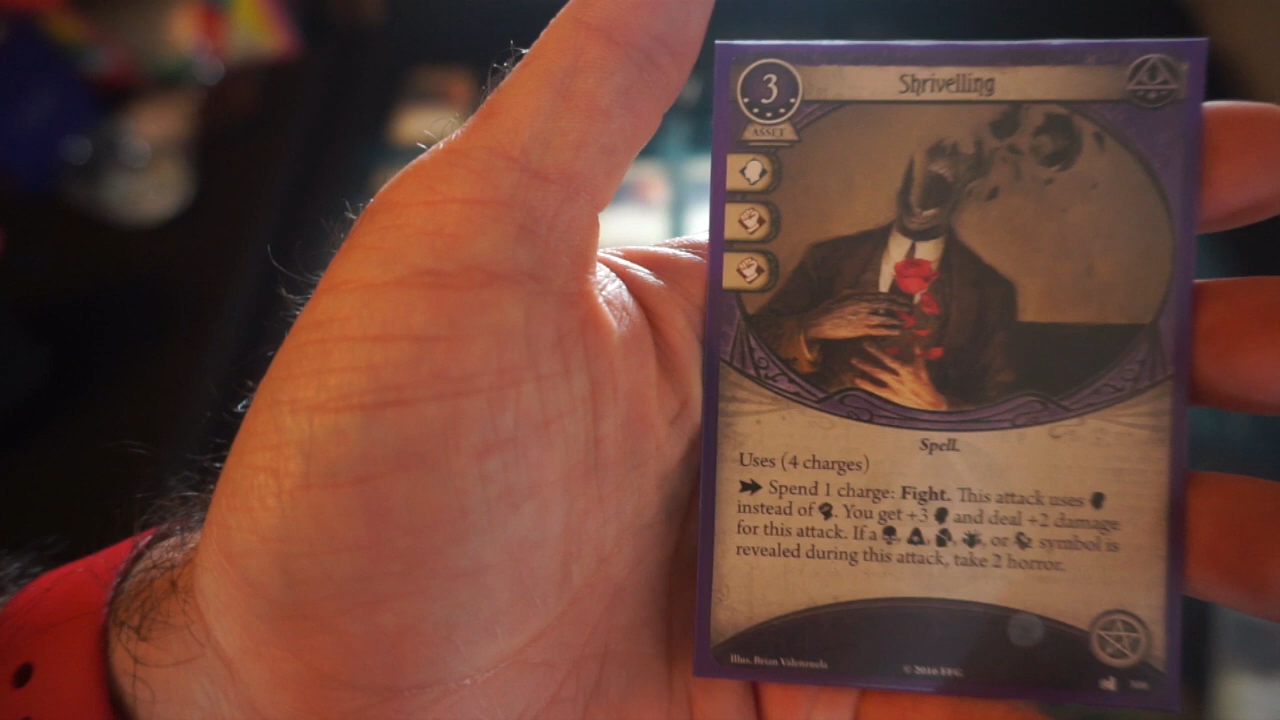 3
Shrivelling
ASSET
Spell.
Uses (4 charges)
Spend 1 charge: Fight. This attack uses
instead of . You get +3 and deal +2 damage
for this attack. If a , , , , or symbol is
revealed during this attack, take 2 horror.
Illus. Brian Valenzuela
© 2016 FFG